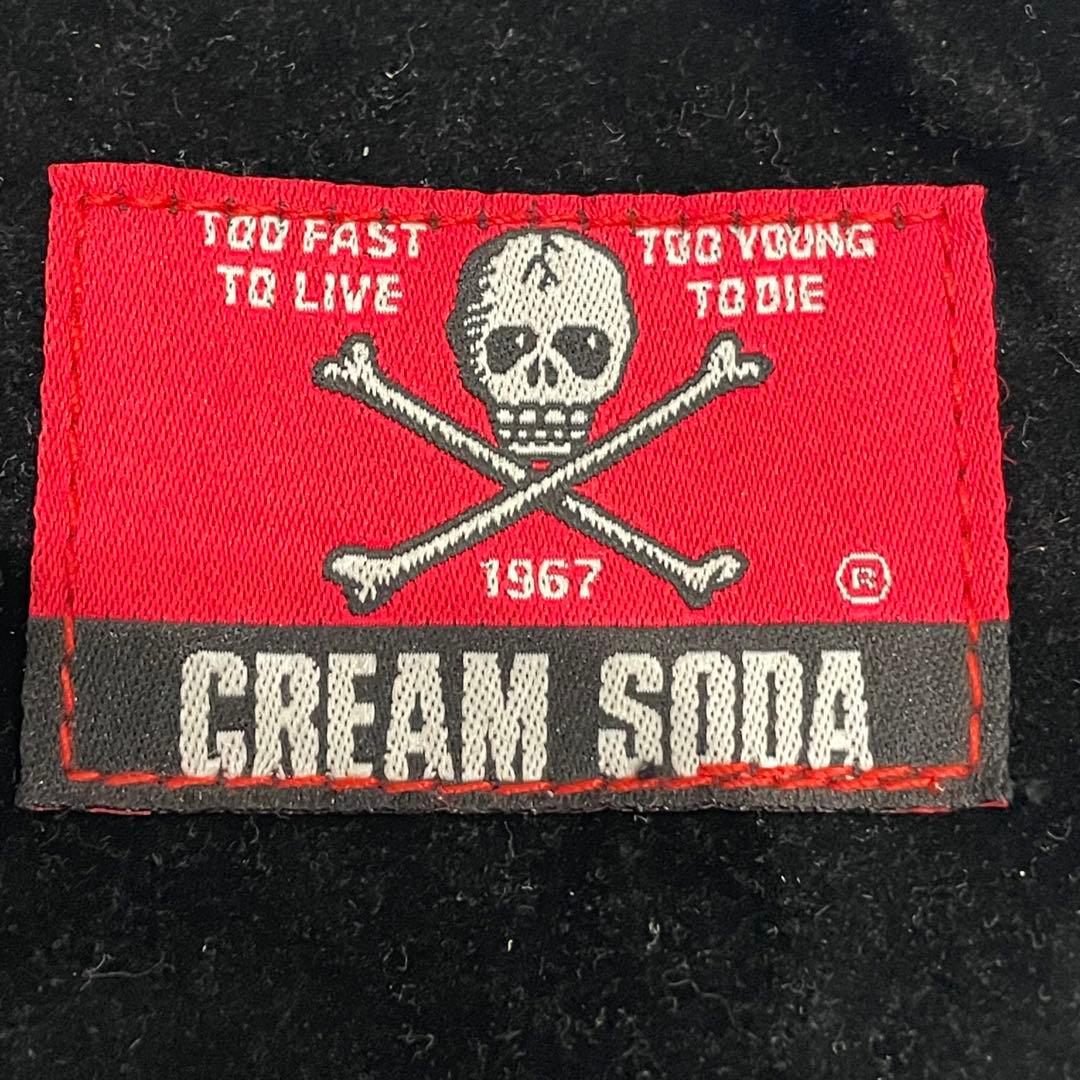 TOO FAST
TO LIVE
TOO YOUNG
TO DIE
1967
®
CREAM SODA